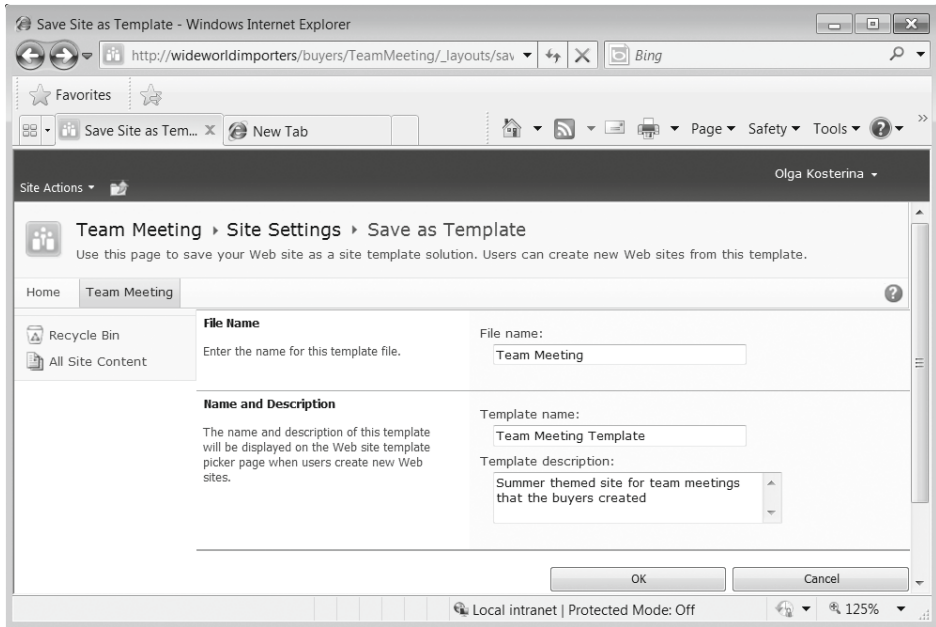 Save Site as Template - Windows Internet Explorer
http://wideworldimporters/buyers/TeamMeeting/_layouts/sav
Bing
Favorites
Save Site as Tem...
New Tab
Page
Safety
Tools
Olga Kosterina
Site Actions
Team Meeting Site Settings Save as Template
Use this page to save your Web site as a site template solution. Users can create new Web sites from this template.
Home
Team Meeting
Recycle Bin
All Site Content
File Name
Enter the name for this template file.
File name:
Team Meeting
Name and Description
The name and description of this template
will be displayed on the Web site template
picker page when users create new Web
sites.
Template name:
Team Meeting Template
Template description:
Summer themed site for team meetings
that the buyers created
OK
Cancel
Local intranet | Protected Mode: Off
125%